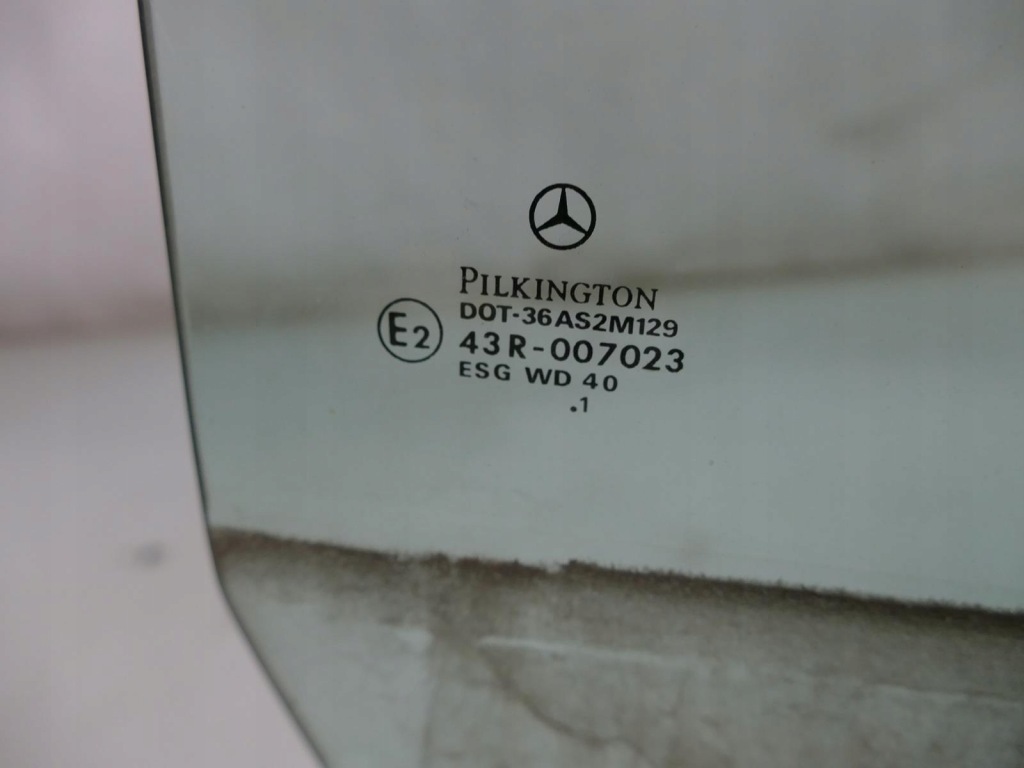 PILKINGTON
DOT-36AS2M129
E2 43R-007023
ESG WD 40
.1